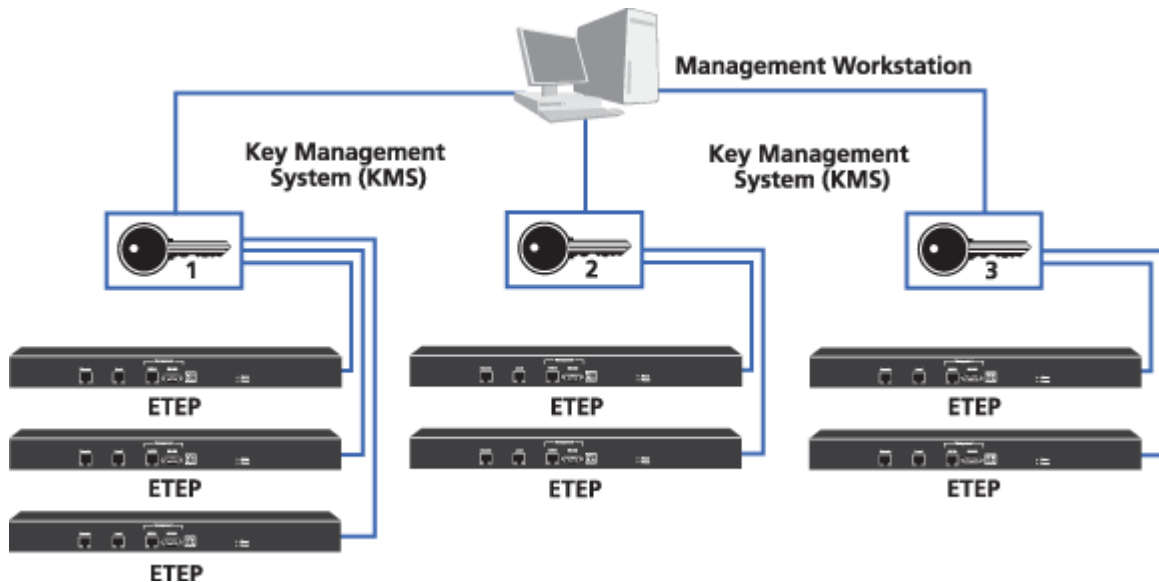 Management Workstation
Key Management
System (KMS)
Key Management
System (KMS)
1
2
3
ETEP
ETEP
ETEP
ETEP
ETEP
ETEP
ETEP